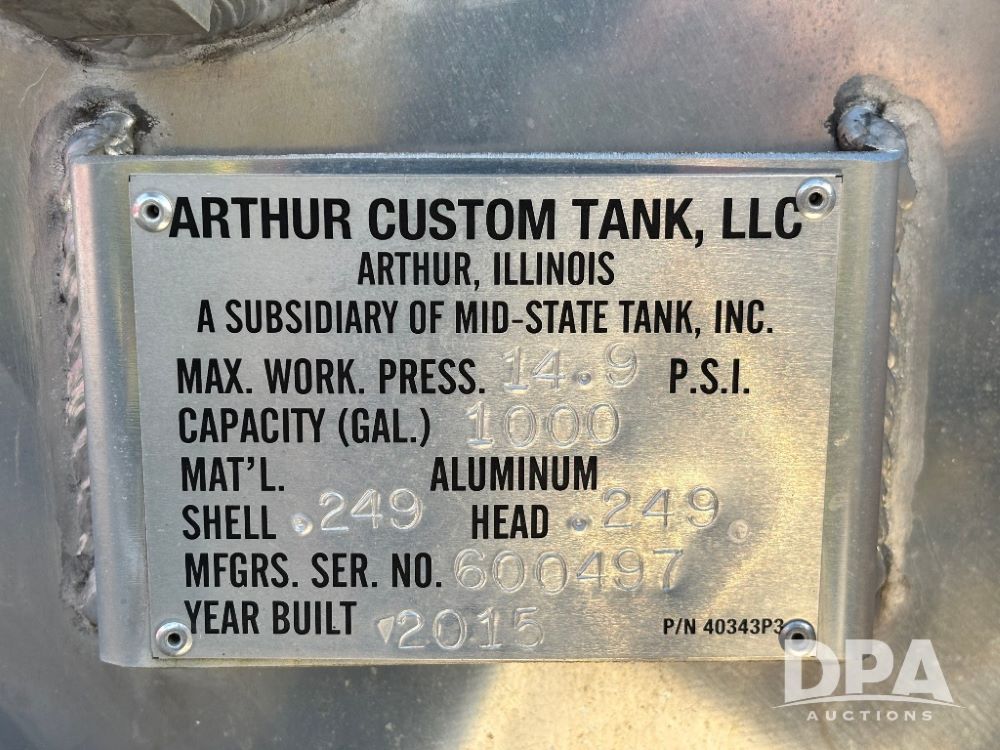 ARTHUR CUSTOM TANK, LLC
ARTHUR, ILLINOIS
A SUBSIDIARY OF MID-STATE TANK, INC.
MAX. WORK. PRESS. 14.9 P.S.I.
CAPACITY (GAL.) 1000
MAT'L. ALUMINUM
SHELL .249 HEAD .249
MFGRS. SER. NO. 600497
YEAR BUILT 2015
P/N 40343P3
DPA
AUCTIONS